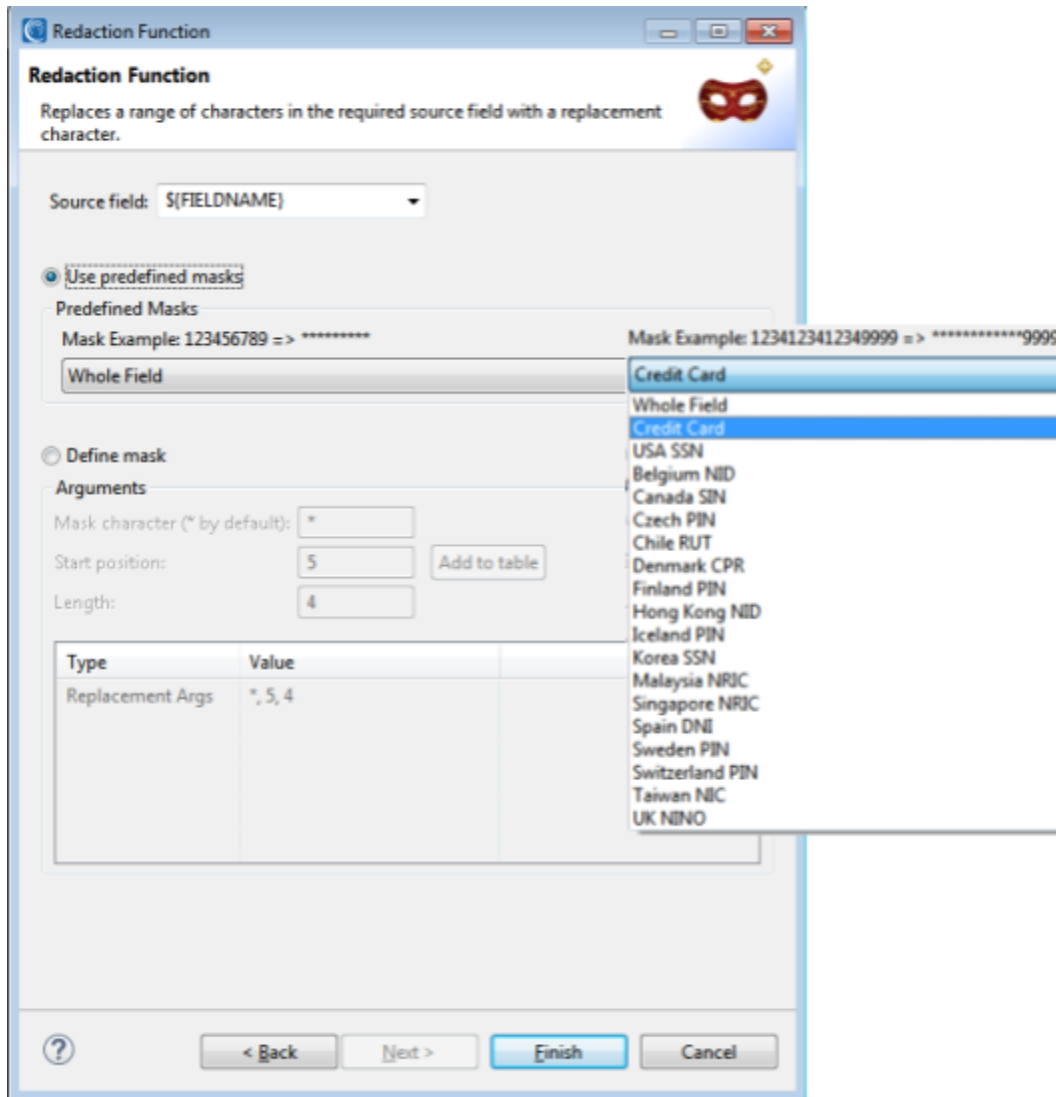 Redaction Function
Redaction Function
Replaces a range of characters in the required source field with a replacement
character.
Source field: ${FIELDNAME}
Use predefined masks
Predefined Masks
Mask Example: 123456789 => *********
Whole Field
Mask Example: 1234123412349999 => ************9999
Credit Card
Whole Field
Credit Card
USA SSN
Belgium NID
Canada SIN
Czech PIN
Chile RUT
Denmark CPR
Finland PIN
Hong Kong NID
Iceland PIN
Korea SSN
Malaysia NRIC
Singapore NRIC
Spain DNI
Sweden PIN
Switzerland PIN
Taiwan NIC
UK NINO
Define mask
Arguments
Mask character (* by default): *
Start position: 5 Add to table
Length: 4
Type Value
Replacement Args *, 5, 4
? < Back Next > Finish Cancel